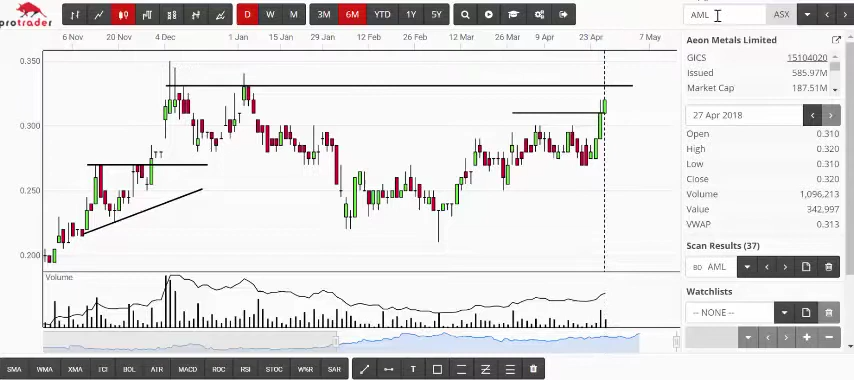 protrader
D W M 3M 6M YTD 1Y 5Y
AML ASX
6 Nov 20 Nov 4 Dec 1 Jan 15 Jan 29 Jan 12 Feb 26 Feb 12 Mar 26 Mar 9 Apr 23 Apr 7 May
0.350
0.300
0.250
0.200
Volume
Aeon Metals Limited
GICS 15104020
Issued 585.97M
Market Cap 187.51M
27 Apr 2018
Open 0.310
High 0.320
Low 0.310
Close 0.320
Volume 1,096,213
Value 342,997
VWAP 0.313
Scan Results (37)
BO AML
Watchlists
-- NONE --
SMA WMA XMA BOL AIR MACD ROC RSI STOC W%R SAR T